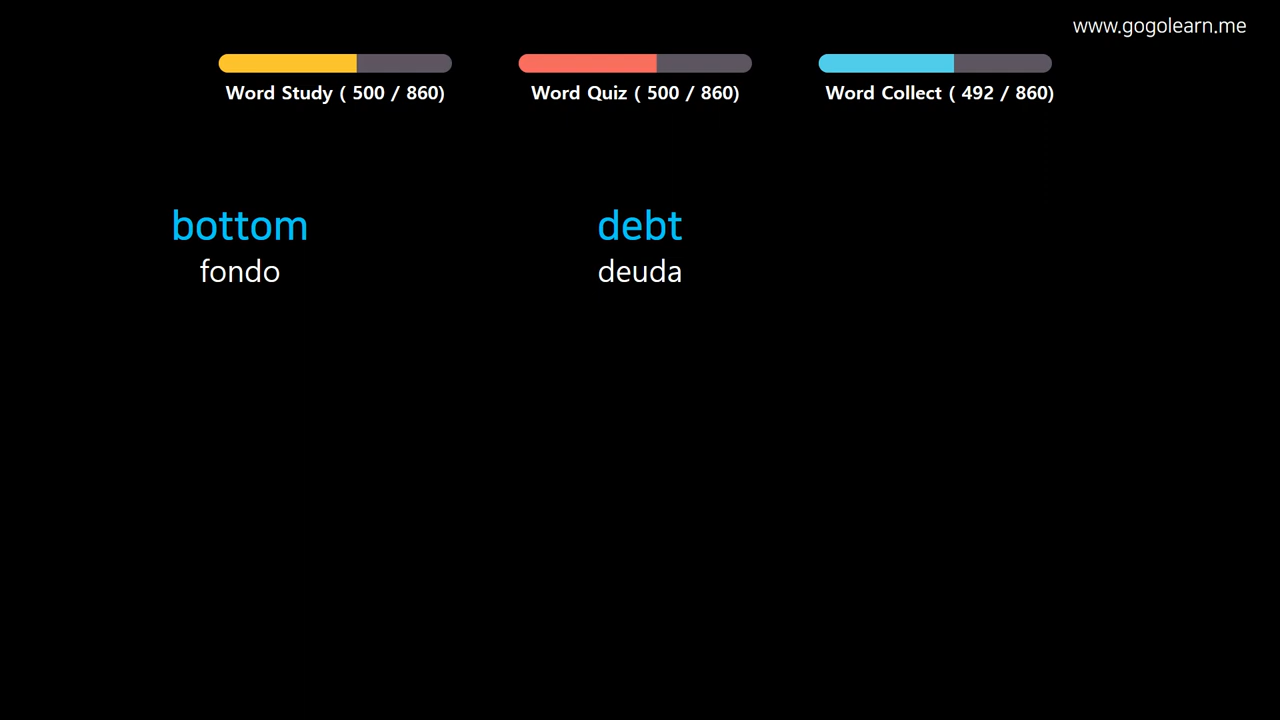 www.gogolearn.me
Word Study ( 500 / 860)
Word Quiz ( 500 / 860)
Word Collect ( 492 / 860)
bottom
fondo
debt
deuda